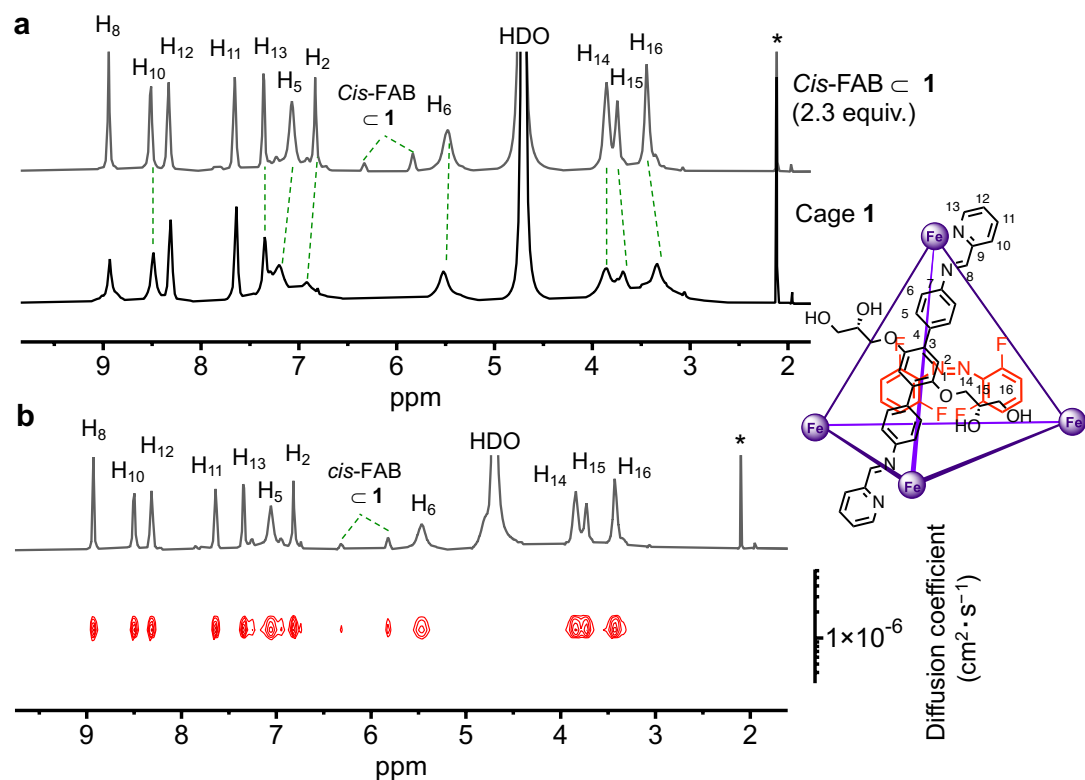 a
H8
H10
H12
H11
H13
H5
H2
Cis-FAB
⊂ 1
H6
HDO
H14
H15
H16
*
Cis-FAB ⊂ 1
(2.3 equiv.)
Cage 1
9 8 7 6 5 4 3 2
ppm
b
H8
H10
H12
H11
H13
H5
H2
cis-FAB
⊂ 1
H6
HDO
H14
H15
H16
*
9 8 7 6 5 4 3 2
ppm
1×10-6
Diffusion coefficient
(cm2·s−1)
Fe
13
12
11
N
10
9
N
8
7
6
5
OH
HO
4
3
O
F
2
N=N
F
1
14
15
16
O
F
F
HO
OH
Fe
Fe
N
Fe
N